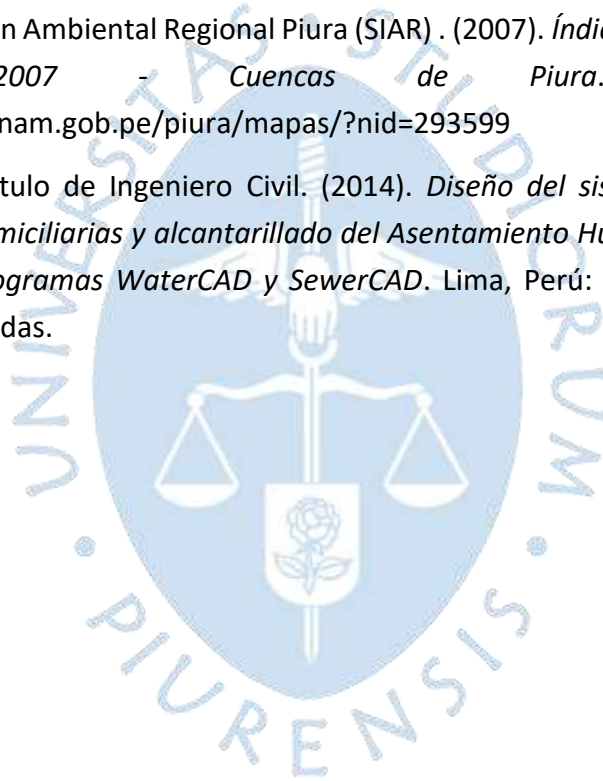 n Ambiental Regional Piura (SIAR) . (2007). Índi
2007 - Cuencas de Piura.
nam.gob.pe/piura/mapas/?nid=293599
tulo de Ingeniero Civil. (2014). Diseño del sis
miciliarias y alcantarillado del Asentamiento Hu
ogramas WaterCAD y SewerCAD. Lima, Perú:
das.
UNIVERSITAS • STUDIORUM • PIURENSIS •